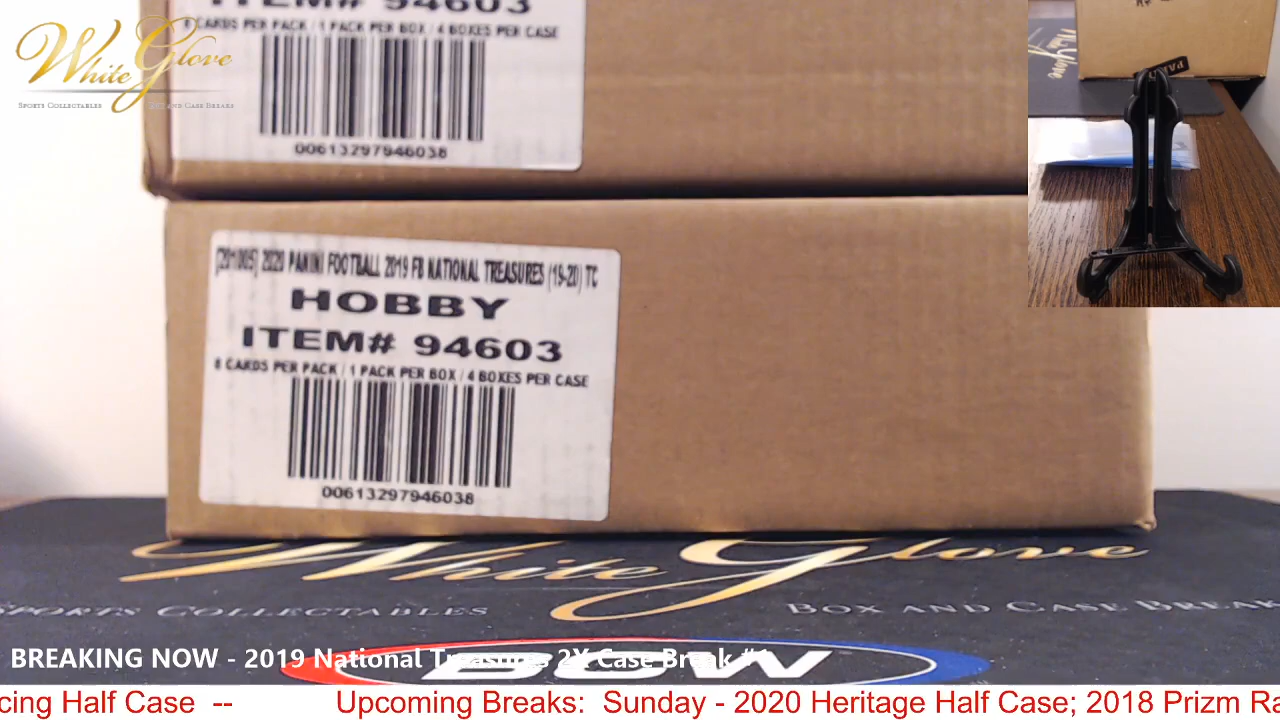 ITEM# 94603
8 CARDS PER PACK / 1 PACK PER BOX / 4 BOXES PER CASE
00613297946038
White Glove
SPORTS COLLECTABLES BOX AND CASE BREAKS
[201005] 2020 PANINI FOOTBALL 2019 FB NATIONAL TREASURES (19-20) TC
HOBBY
ITEM# 94603
8 CARDS PER PACK / 1 PACK PER BOX / 4 BOXES PER CASE
00613297946038
White Glove
SPORTS COLLECTABLES BOX AND CASE BREAK
BCW
BREAKING NOW - 2019 National Treasures 2X Case Break #1
cing Half Case -- Upcoming Breaks: Sunday - 2020 Heritage Half Case; 2018 Prizm Ra